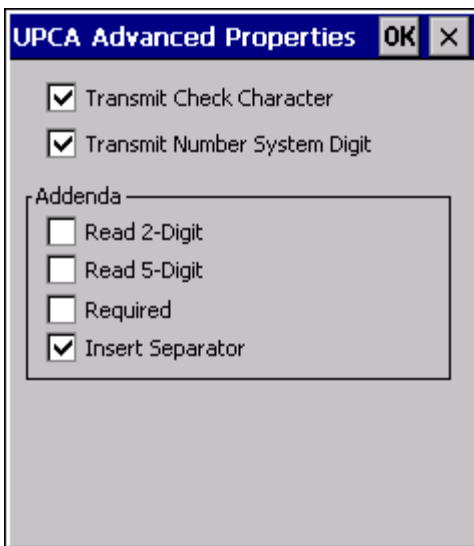 UPCA Advanced Properties OK ×
Transmit Check Character
Transmit Number System Digit
Addenda
Read 2-Digit
Read 5-Digit
Required
Insert Separator